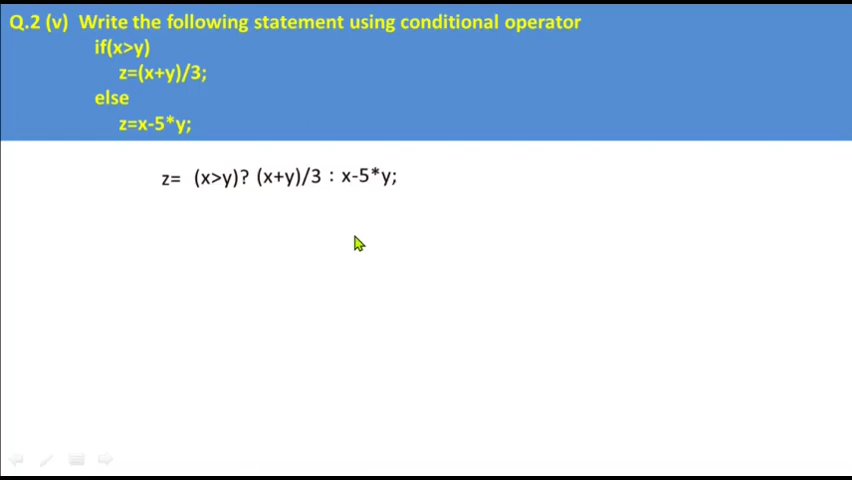 Q.2 (v) Write the following statement using conditional operator
if(x>y)
z=(x+y)/3;
else
z=x-5*y;
z= (x>y)? (x+y)/3 : x-5*y;